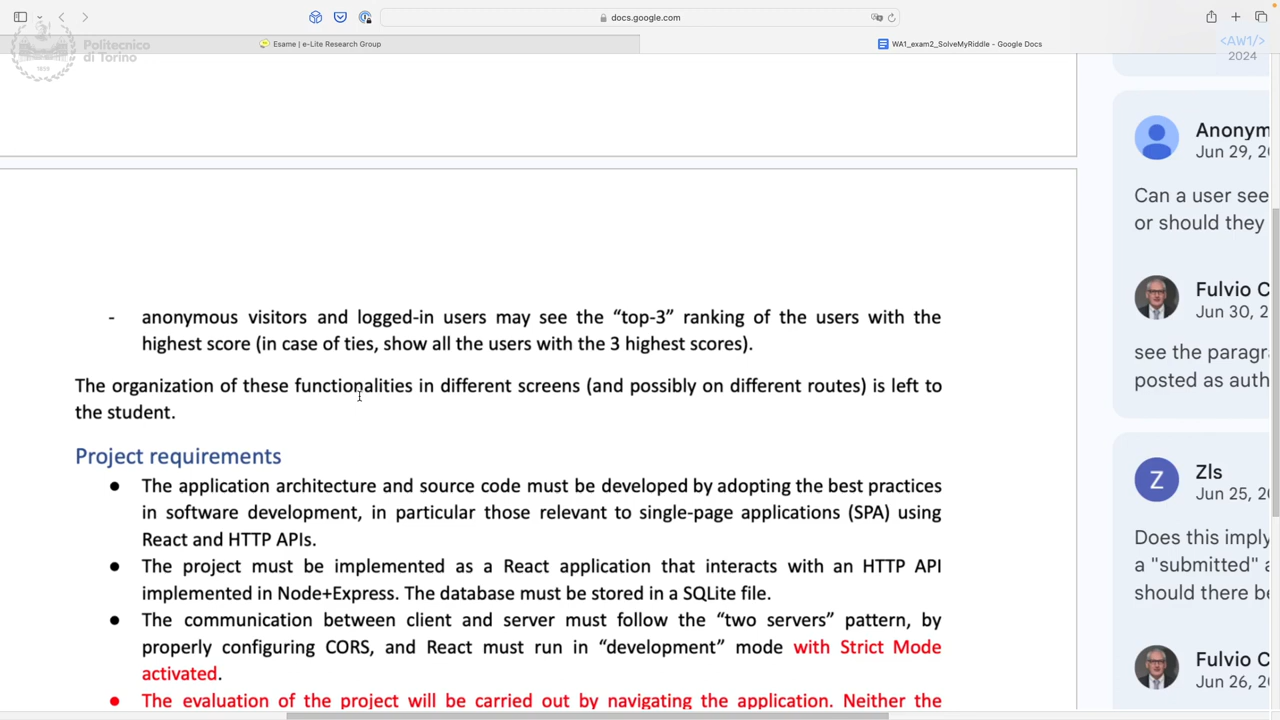 docs.google.com
Esame | e-Lite Research Group
WA1_exam2_SolveMyRiddle - Google Docs
Politecnico
di Torino
1859
<AW1/>
2024
- anonymous visitors and logged-in users may see the “top-3” ranking of the users with the
highest score (in case of ties, show all the users with the 3 highest scores).
The organization of these functionalities in different screens (and possibly on different routes) is left to
the student.
Project requirements
● The application architecture and source code must be developed by adopting the best practices
in software development, in particular those relevant to single-page applications (SPA) using
React and HTTP APIs.
● The project must be implemented as a React application that interacts with an HTTP API
implemented in Node+Express. The database must be stored in a SQLite file.
● The communication between client and server must follow the “two servers” pattern, by
properly configuring CORS, and React must run in “development” mode with Strict Mode
activated.
● The evaluation of the project will be carried out by navigating the application. Neither the
Anonym
Jun 29, 20
Can a user see
or should they
Fulvio C
Jun 30, 2
see the paragr
posted as auth
Z
Zls
Jun 25, 20
Does this imply
a "submitted" a
should there be
Fulvio C
Jun 26, 20